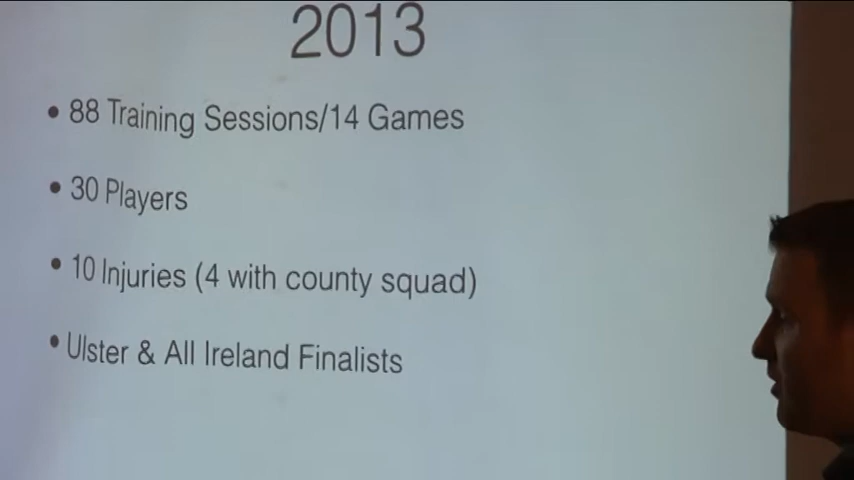 2013
• 88 Training Sessions/14 Games
• 30 Players
• 10 Injuries (4 with county squad)
• Ulster & All Ireland Finalists